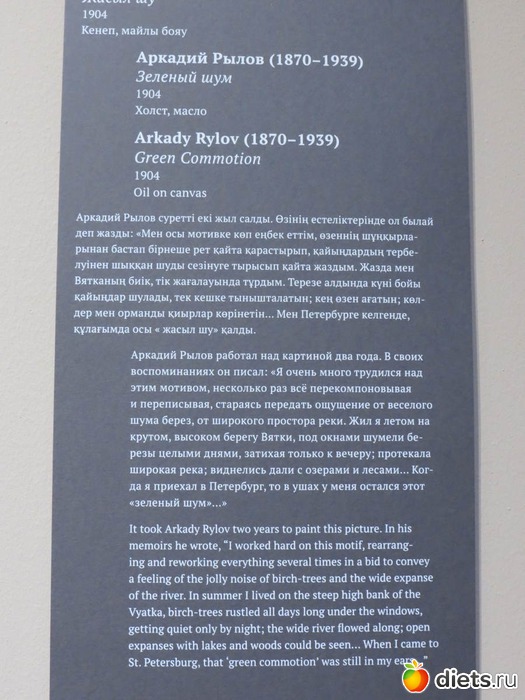 Жасыл шу
1904
Кенеп, майлы бояу
Аркадий Рылов (1870–1939)
Зеленый шум
1904
Холст, масло
Arkady Rylov (1870–1939)
Green Commotion
1904
Oil on canvas
Аркадий Рылов суретті екі жыл салды. Өзінің естеліктерінде ол былай
деп жазды: «Мен осы мотивке көп еңбек еттім, өзеннің шұңқырла-
рынан бастап бірнеше рет қайта қарастырып, қайыңдардың тербе-
луінен шыққан шуды сезінуге тырысып қайта жаздым. Жазда мен
Вятканың биік, тік жағалауында тұрдым. Терезе алдында күні бойы
қайыңдар шулады, тек кешке тынышталатын; кең өзен ағатын; көл-
дер мен орманды қиырлар көрінетін... Мен Петербургке келгенде,
құлағымда осы « жасыл шу» қалды.
Аркадий Рылов работал над картиной два года. В своих
воспоминаниях он писал: «Я очень много трудился над
этим мотивом, несколько раз всё перекомпоновывая
и переписывая, стараясь передать ощущение от веселого
шума берез, от широкого простора реки. Жил я летом на
крутом, высоком берегу Вятки, под окнами шумели бе-
резы целыми днями, затихая только к вечеру; протекала
широкая река; виднелись дали с озерами и лесами... Ког-
да я приехал в Петербург, то в ушах у меня остался этот
«зеленый шум»...»
It took Arkady Rylov two years to paint this picture. In his
memoirs he wrote, “I worked hard on this motif, rearrang-
ing and reworking everything several times in a bid to convey
a feeling of the jolly noise of birch-trees and the wide expanse
of the river. In summer I lived on the steep high bank of the
Vyatka, birch-trees rustled all days long under the windows,
getting quiet only by night; the wide river flowed along; open
expanses with lakes and woods could be seen... When I came to
St. Petersburg, that ‘green commotion’ was still in my
diets.ru